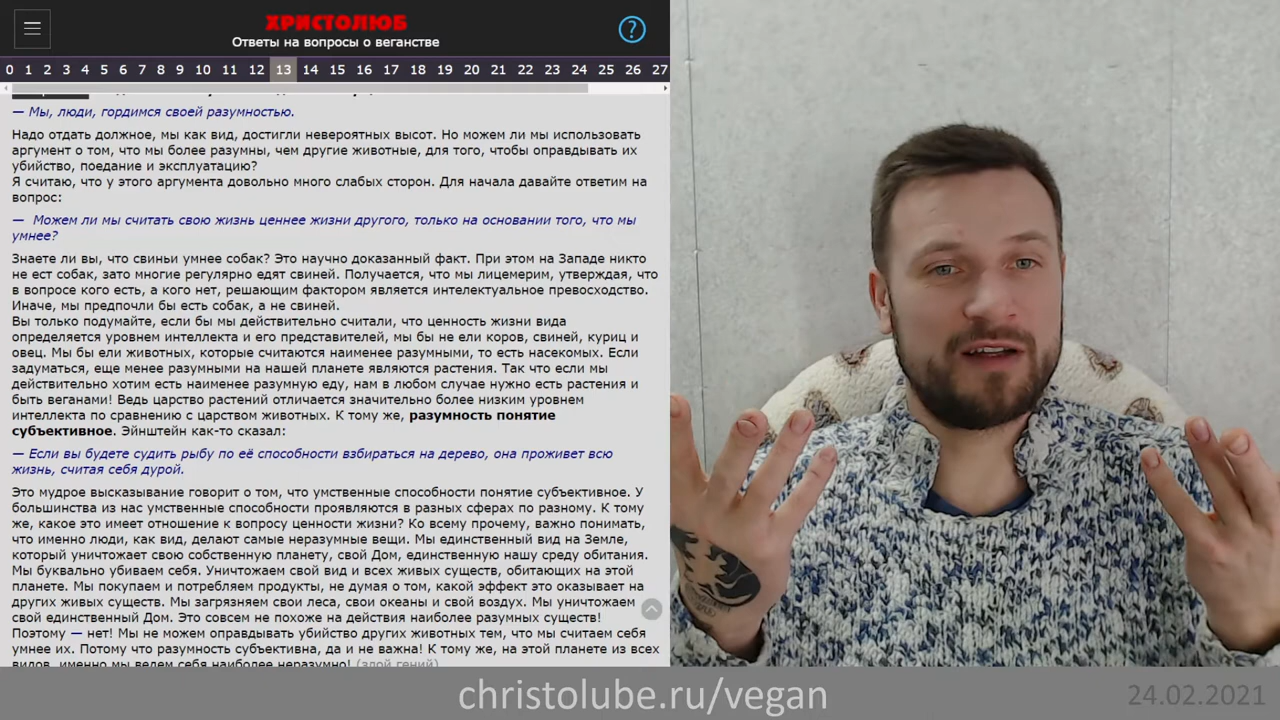 ХРИСТОЛЮБ
Ответы на вопросы о веганстве
?
0 1 2 3 4 5 6 7 8 9 10 11 12 13 14 15 16 17 18 19 20 21 22 23 24 25 26 27
— Мы, люди, гордимся своей разумностью.
Надо отдать должное, мы как вид, достигли невероятных высот. Но можем ли мы использовать
аргумент о том, что мы более разумны, чем другие животные, для того, чтобы оправдывать их
убийство, поедание и эксплуатацию?
Я считаю, что у этого аргумента довольно много слабых сторон. Для начала давайте ответим на
вопрос:
— Можем ли мы считать свою жизнь ценнее жизни другого, только на основании того, что мы
умнее?
Знаете ли вы, что свиньи умнее собак? Это научно доказанный факт. При этом на Западе никто
не ест собак, зато многие регулярно едят свиней. Получается, что мы лицемерим, утверждая, что
в вопросе кого есть, а кого нет, решающим фактором является интелектуальное превосходство.
Иначе, мы предпочли бы есть собак, а не свиней.
Вы только подумайте, если бы мы действительно считали, что ценность жизни вида
определяется уровнем интеллекта и его представителей, мы бы не ели коров, свиней, куриц и
овец. Мы бы ели животных, которые считаются наименее разумными, то есть насекомых. Если
задуматься, еще менее разумными на нашей планете являются растения. Так что если мы
действительно хотим есть наименее разумную еду, нам в любом случае нужно есть растения и
быть веганами! Ведь царство растений отличается значительно более низким уровнем
интеллекта по сравнению с царством животных. К тому же, разумность понятие
субъективное. Эйнштейн как-то сказал:
— Если вы будете судить рыбу по её способности взбираться на дерево, она проживет всю
жизнь, считая себя дурой.
Это мудрое высказывание говорит о том, что умственные способности понятие субъективное. У
большинства из нас умственные способности проявляются в разных сферах по разному. К тому
же, какое это имеет отношение к вопросу ценности жизни? Ко всему прочему, важно понимать,
что именно люди, как вид, делают самые неразумные вещи. Мы единственный вид на Земле,
который уничтожает свою собственную планету, свой Дом, единственную нашу среду обитания.
Мы буквально убиваем себя. Уничтожаем свой вид и всех живых существ, обитающих на этой
планете. Мы покупаем и потребляем продукты, не думая о том, какой эффект это оказывает на
других живых существ. Мы загрязняем свои леса, свои океаны и свой воздух. Мы уничтожаем
свой единственный Дом. Это совсем не похоже на действия наиболее разумных существ!
Поэтому — нет! Мы не можем оправдывать убийство других животных тем, что мы считаем себя
умнее их. Потому что разумность субъективна, да и не важна! К тому же, на этой планете из всех
видов, именно мы ведем себя наиболее неразумно! (злой гений)
christolube.ru/vegan
24.02.2021